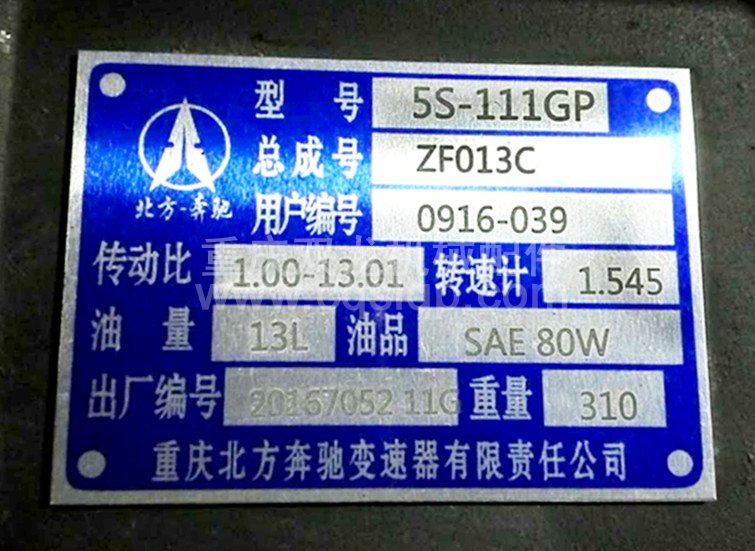 型号 5S-111GP
总成号 ZF013C
北方-奔驰
用户编号 0916-039
传动比 1.00-13.01 转速计 1.545
油量 13L 油品 SAE 80W
出厂编号 20167052 11G 重量 310
重庆北方奔驰变速器有限责任公司